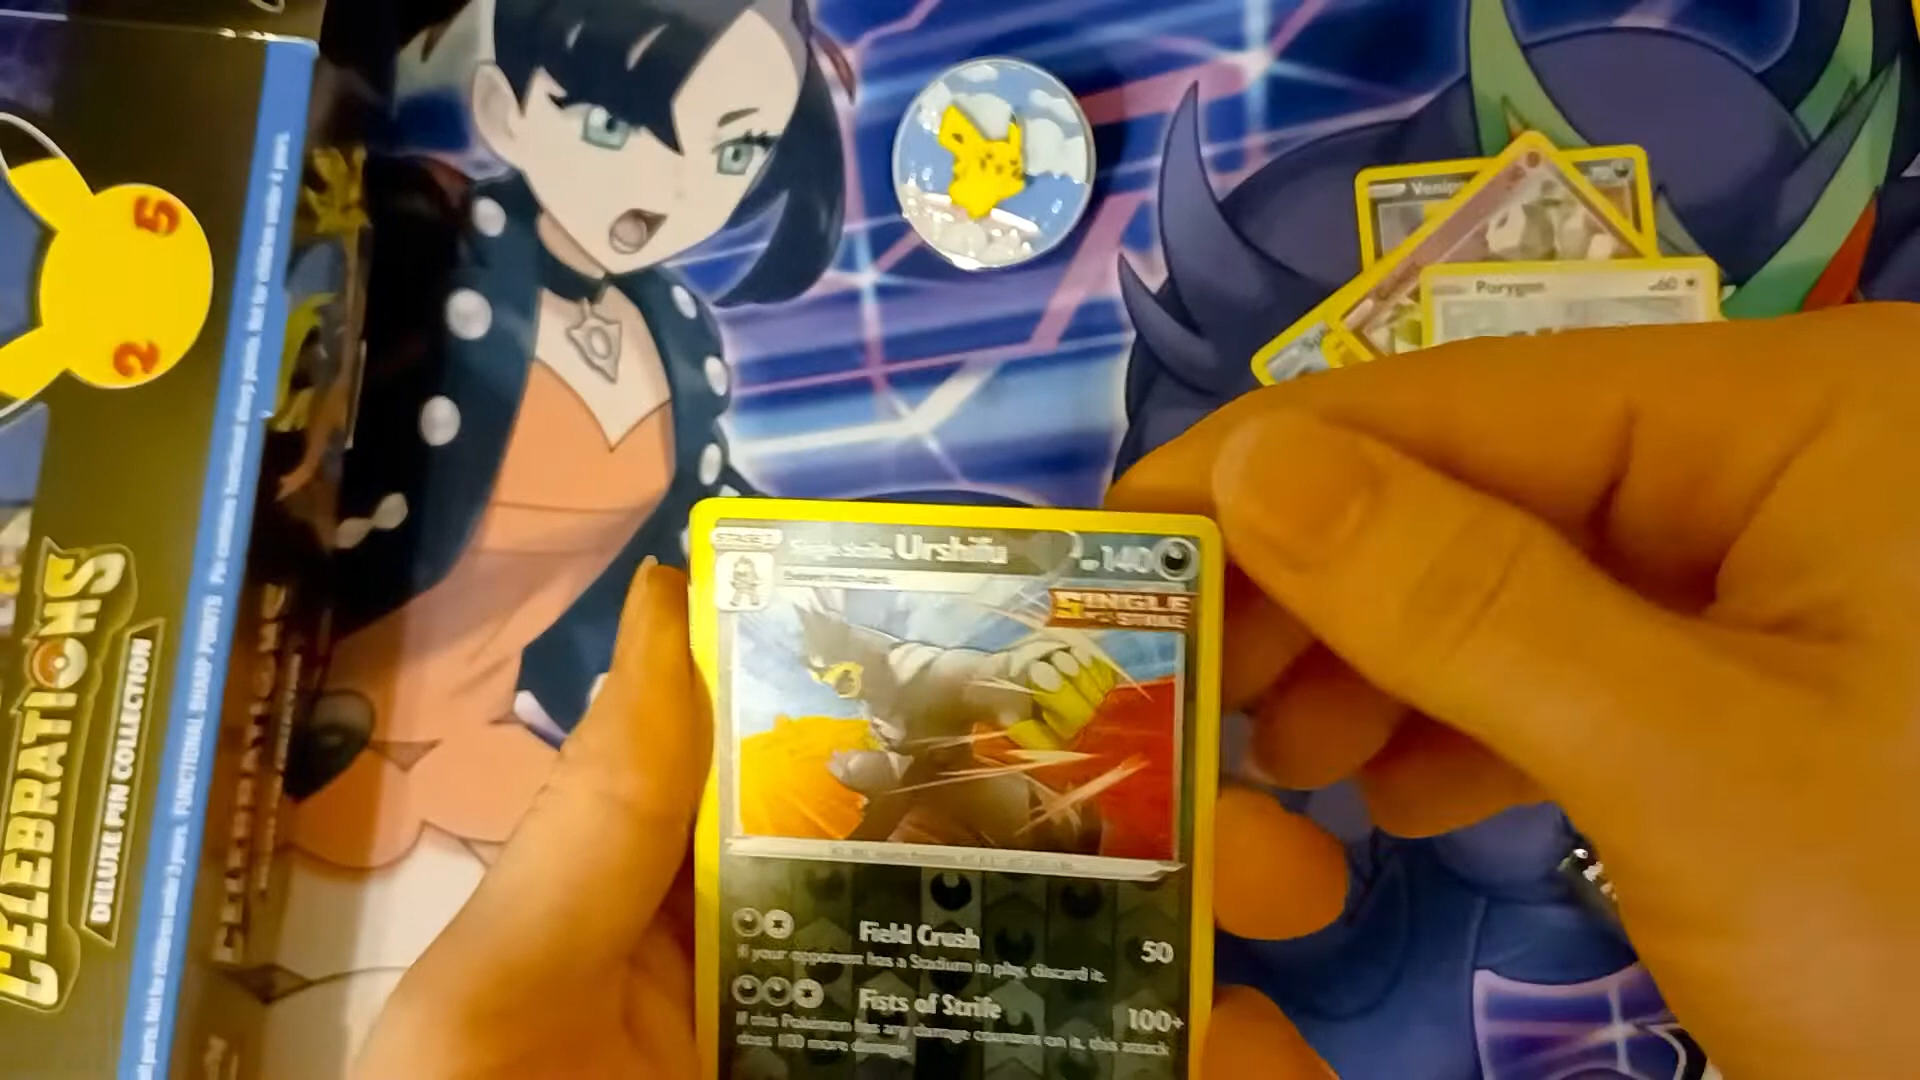 5
2
CELEBRATIONS
DELUXE PIN COLLECTION
FUNCTIONAL SHARP POINTS
CELEBRATIONS
Porygon 60
STAGE 1
Single Strike Urshifu 140
SINGLE
STRIKE
Field Crush 50
If your opponent has a Stadium in play, discard it.
Fists of Strife 100+
If this Pokémon has any damage counters on it, this attack
does 100 more damage.